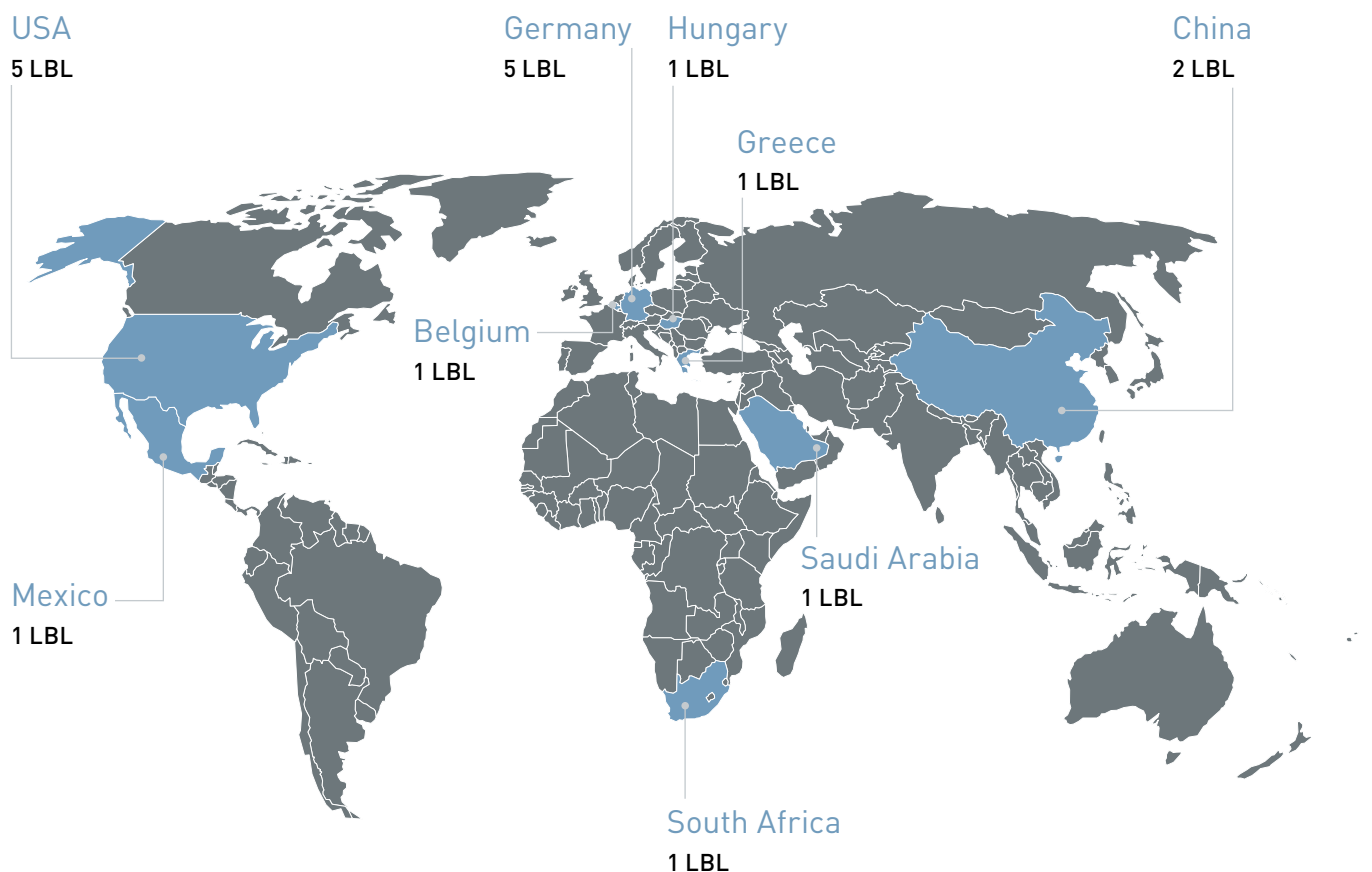 USA
5 LBL
Germany
5 LBL
Hungary
1 LBL
China
2 LBL
Greece
1 LBL
Belgium
1 LBL
Saudi Arabia
1 LBL
Mexico
1 LBL
South Africa
1 LBL